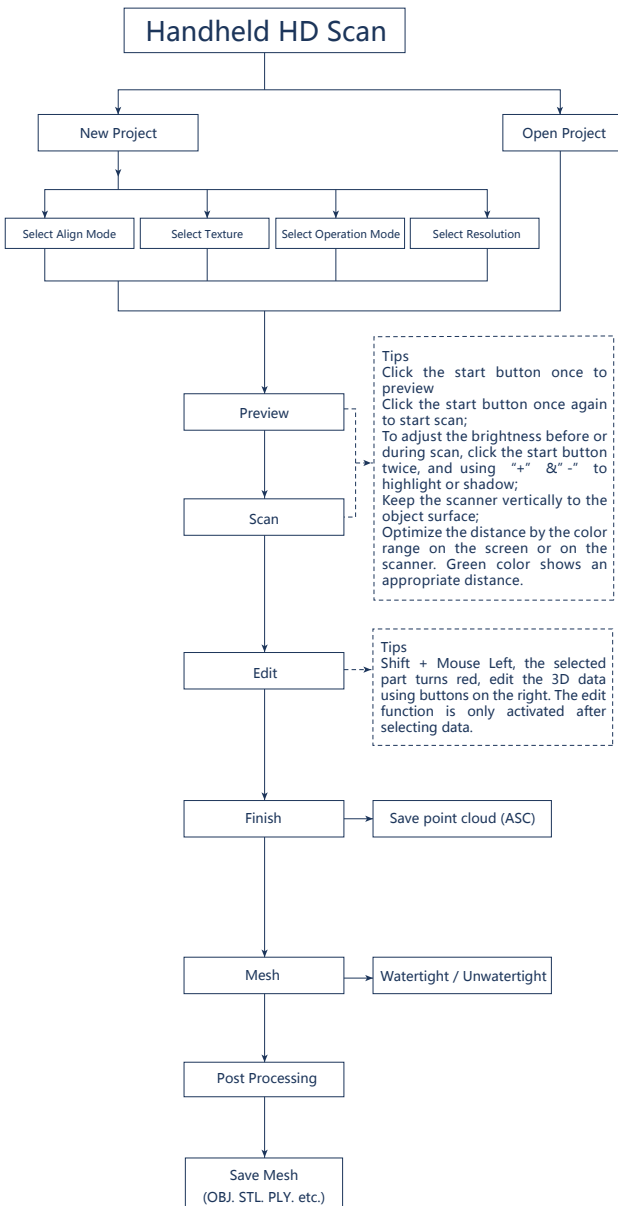 Handheld HD Scan
New Project
Open Project
Select Align Mode
Select Texture
Select Operation Mode
Select Resolution
Tips
Click the start button once to
preview
Click the start button once again
to start scan;
To adjust the brightness before or
during scan, click the start button
twice, and using “+” &” -” to
highlight or shadow;
Keep the scanner vertically to the
object surface;
Optimize the distance by the color
range on the screen or on the
scanner. Green color shows an
appropriate distance.
Preview
Scan
Tips
Shift + Mouse Left, the selected
part turns red, edit the 3D data
using buttons on the right. The edit
function is only activated after
selecting data.
Edit
Finish
Save point cloud (ASC)
Mesh
Watertight / Unwatertight
Post Processing
Save Mesh
(OBJ. STL. PLY. etc.)